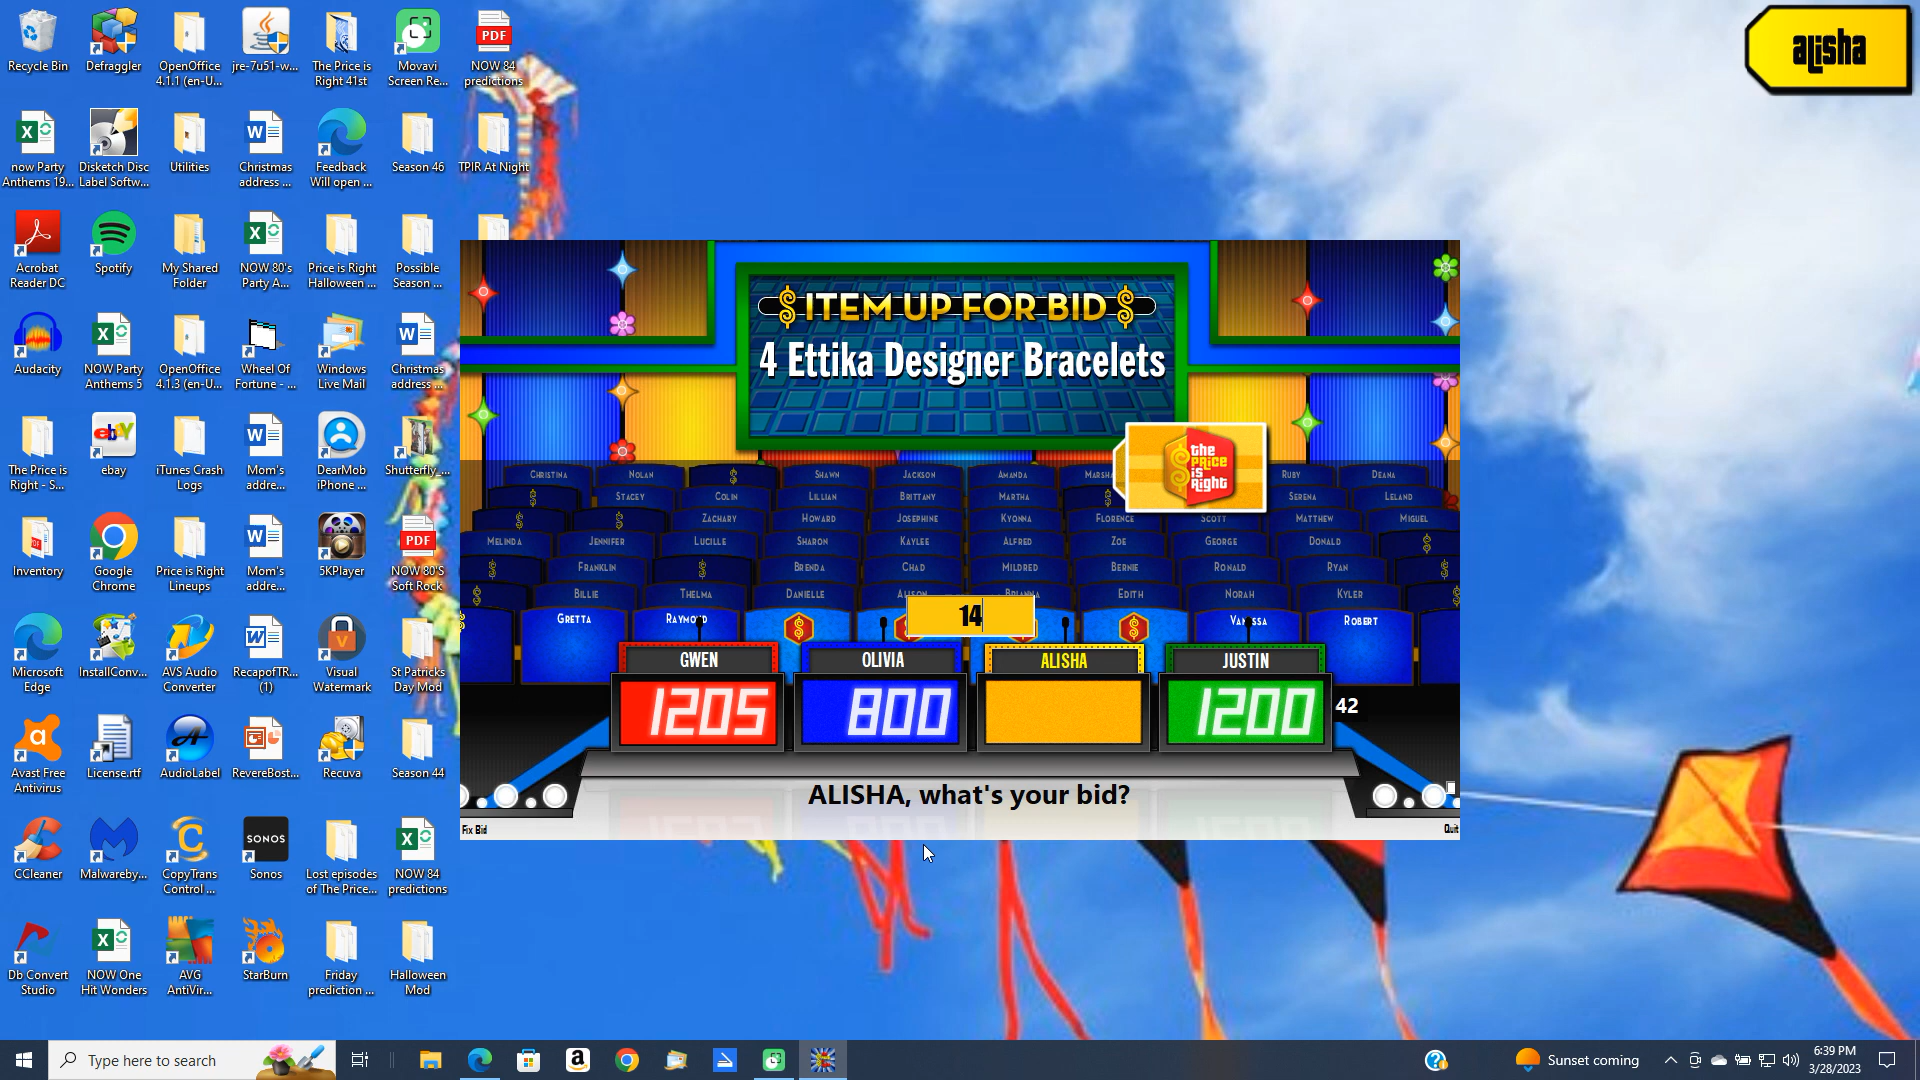 Recycle Bin
Defraggler
OpenOffice
4.1.1 (en-U...
jre-7u51-w...
The Price is
Right 41st
Movavi
Screen Re...
PDF
NOW 84
predictions
alisha
now Party
Anthems 19...
Disketch Disc
Label Softw...
Utilities
Christmas
address ...
Feedback
Will open ...
Season 46
TPIR At Night
Acrobat
Reader DC
Spotify
My Shared
Folder
NOW 80's
Party A...
Price is Right
Halloween ...
Possible
Season ...
Audacity
NOW Party
Anthems 5
OpenOffice
4.1.3 (en-U...
Wheel Of
Fortune - ...
Windows
Live Mail
Christmas
address ...
The Price is
Right - S...
ebay
ebay
iTunes Crash
Logs
Mom's
addre...
DearMob
iPhone ...
Shutterfly_...
Inventory
Google
Chrome
Price is Right
Lineups
Mom's
addre...
5KPlayer
PDF
NOW 80'S
Soft Rock
Microsoft
Edge
InstallConv...
AVS Audio
Converter
RecapofTR...
(1)
Visual
Watermark
St Patricks
Day Mod
Avast Free
Antivirus
License.rtf
AudioLabel
RevereBost...
Recuva
Season 44
CCleaner
Malwareby...
CopyTrans
Control ...
SONOS
Sonos
Lost episodes
of The Price...
NOW 84
predictions
Db Convert
Studio
NOW One
Hit Wonders
AVG
AntiVir...
StarBurn
Friday
prediction ...
Halloween
Mod
$ ITEM UP FOR BID $
4 Ettika Designer Bracelets
the PRICE is Right
CHRISTINA NOLAN SHAWN JACKSON AMANDA RUBY DEANA
STACEY COLIN LILLIAN BRITTANY MARTHA SERENA LELAND
ZACHARY HOWARD JOSEPHINE KYONNA FLORENCE SCOTT MATTHEW MIGUEL
MELINDA JENNIFER LUCILLE SHARON KAYLEE ALFRED ZOE GEORGE DONALD
FRANKLIN BRENDA CHAD MILDRED BERNIE RONALD RYAN
BILLIE THELMA DANIELLE ALISON BRIANNA EDITH NORAH KYLER
GRETTA RAYMOND VANESSA ROBERT
14
GWEN OLIVIA ALISHA JUSTIN
1205 800 1200 42
ALISHA, what's your bid?
Fix Bid
Quit
Type here to search
Sunset coming
6:39 PM
3/28/2023